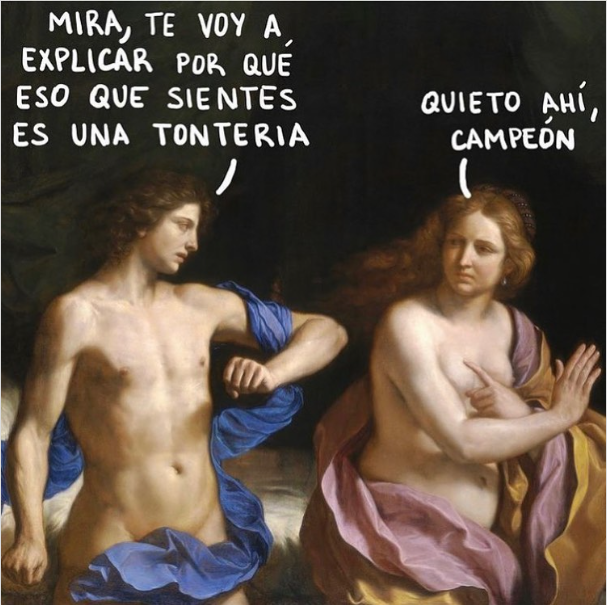 MIRA, TE VOY A
EXPLICAR POR QUÉ
ESO QUE SIENTES
ES UNA TONTERIA
QUIETO AHÍ,
CAMPEÓN